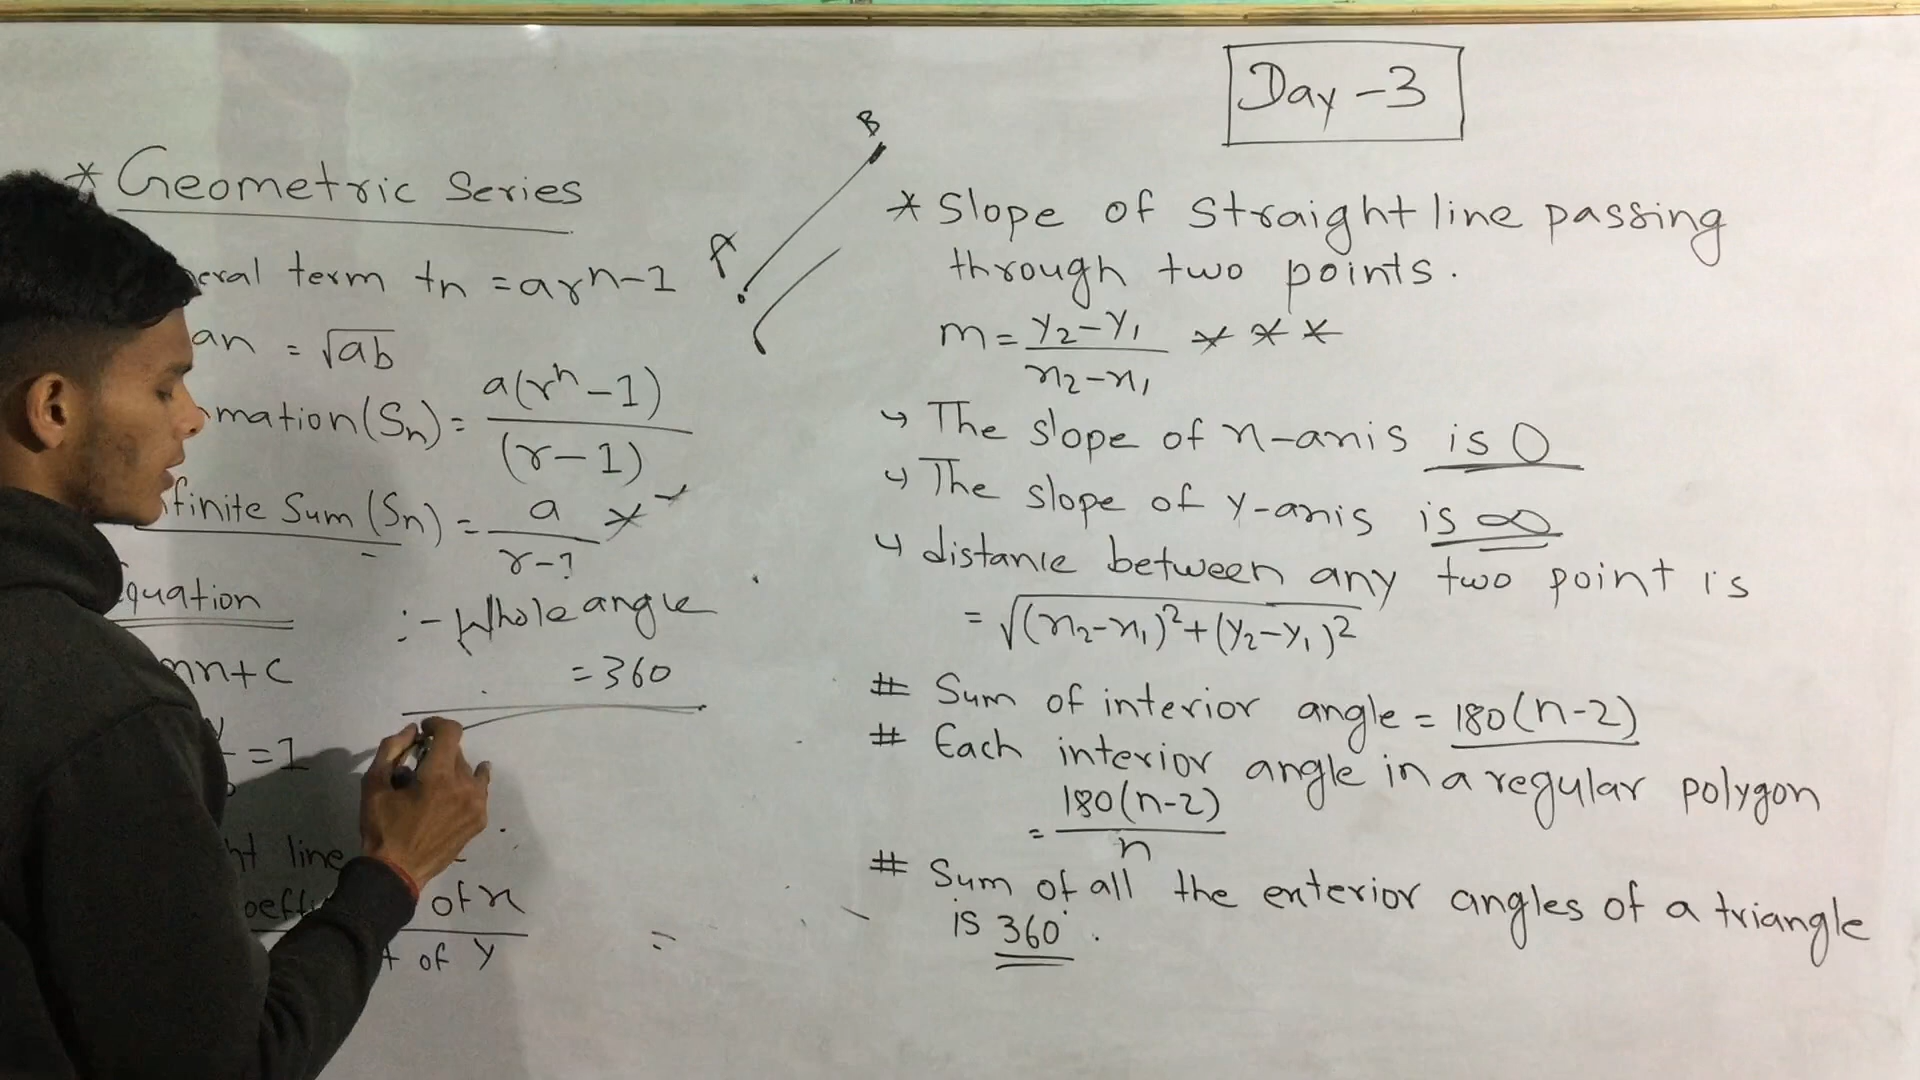 Day-3
* Geometric Series
eral term tn = arⁿ-1
an = √ab
mation(Sn) = a(rⁿ-1)
(r-1)
finite Sum (Sn) = a *
r-1
quation
:- Whole angle
= 360
mx+c
y
=1
b
ht line
of x
of y
=
A
B
* Slope of straight line passing
through two points.
m = y₂-y₁ * * *
x₂-x₁
↳ The slope of x-axis is 0
↳ The slope of y-axis is ∞
↳ distance between any two point is
= √(x₂-x₁)²+(y₂-y₁)²
# Sum of interior angle = 180(n-2)
# Each interior angle in a regular polygon
= 180(n-2)
n
# Sum of all the exterior angles of a triangle
is 360°.